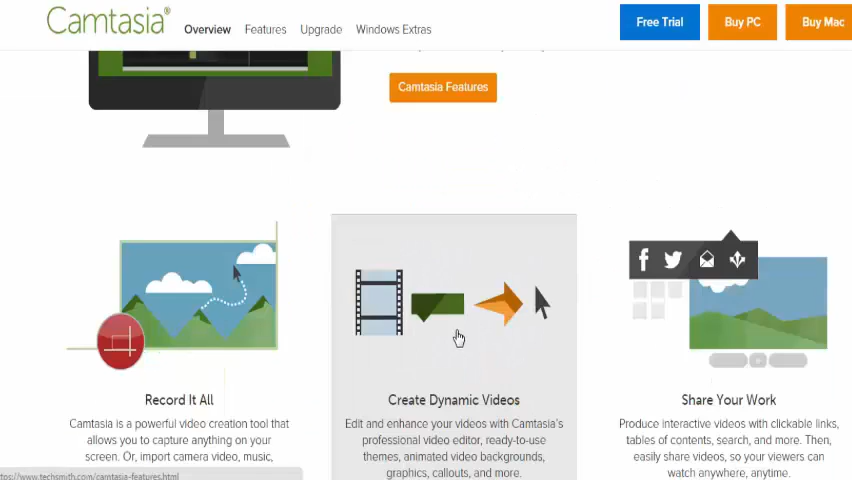 Camtasia®
Overview Features Upgrade Windows Extras
Free Trial Buy PC Buy Mac
Camtasia Features
Record It All
Camtasia is a powerful video creation tool that
allows you to capture anything on your
screen. Or, import camera video, music,
Create Dynamic Videos
Edit and enhance your videos with Camtasia's
professional video editor, ready-to-use
themes, animated video backgrounds,
graphics, callouts, and more.
Share Your Work
Produce interactive videos with clickable links,
tables of contents, search, and more. Then,
easily share videos, so your viewers can
watch anywhere, anytime.
tps://www.techsmith.com/camtasia-features.html